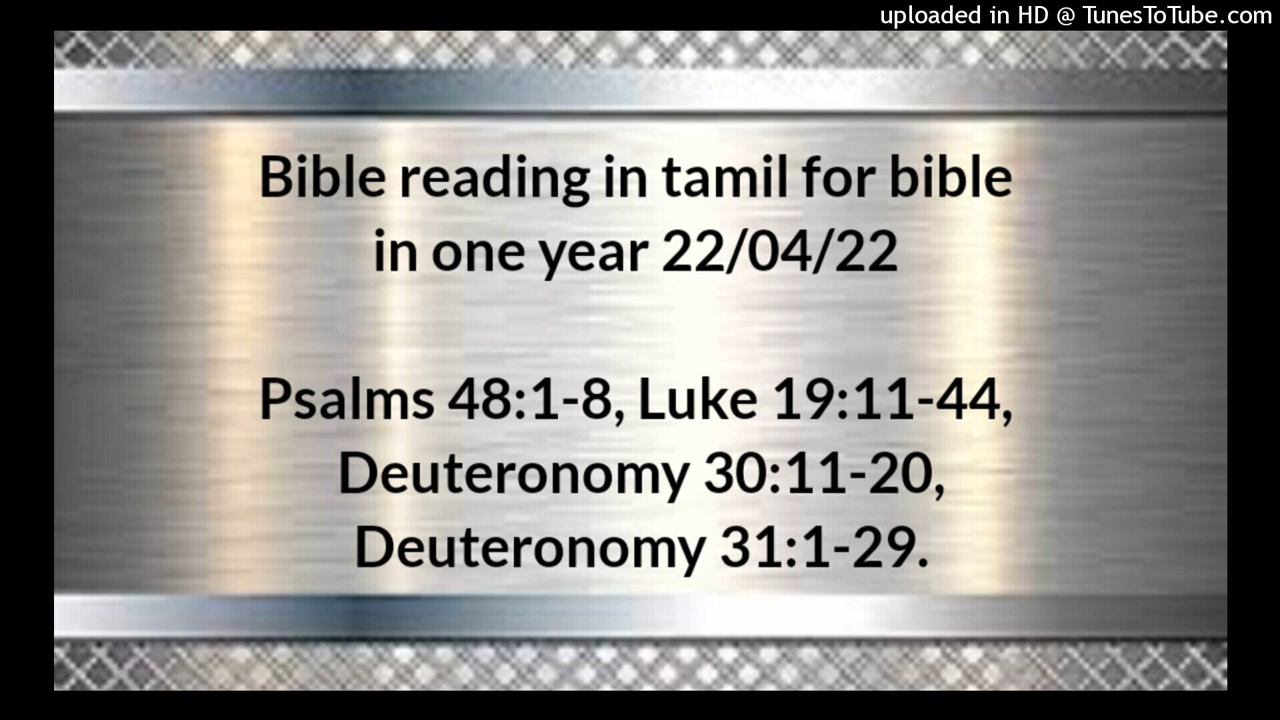 uploaded in HD @ TunesToTube.com
Bible reading in tamil for bible
in one year 22/04/22
Psalms 48:1-8, Luke 19:11-44,
Deuteronomy 30:11-20,
Deuteronomy 31:1-29.